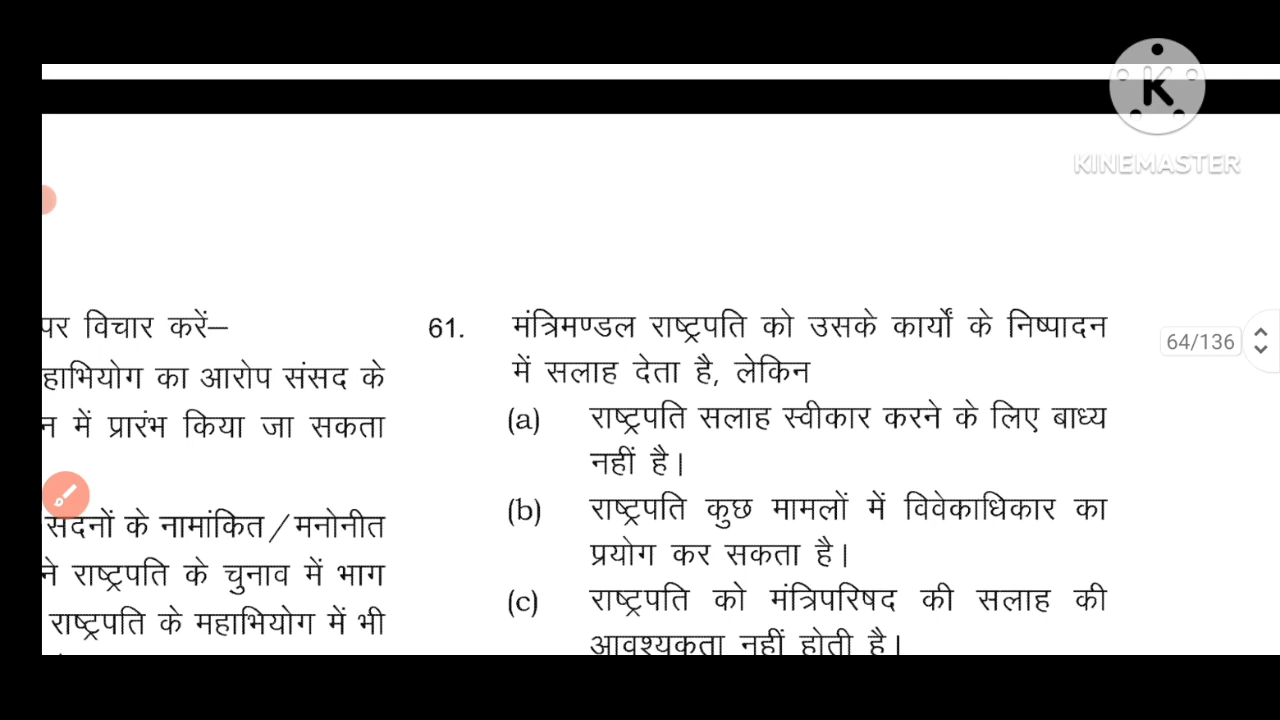 K
KINEMASTER
पर विचार करें–
हाभियोग का आरोप संसद के
न में प्रारंभ किया जा सकता
सदनों के नामांकित/मनोनीत
ने राष्ट्रपति के चुनाव में भाग
राष्ट्रपति के महाभियोग में भी
61. मंत्रिमण्डल राष्ट्रपति को उसके कार्यों के निष्पादन
में सलाह देता है, लेकिन
(a) राष्ट्रपति सलाह स्वीकार करने के लिए बाध्य
नहीं है।
(b) राष्ट्रपति कुछ मामलों में विवेकाधिकार का
प्रयोग कर सकता है।
(c) राष्ट्रपति को मंत्रिपरिषद की सलाह की
आवश्यकता नहीं होती है।
64/136